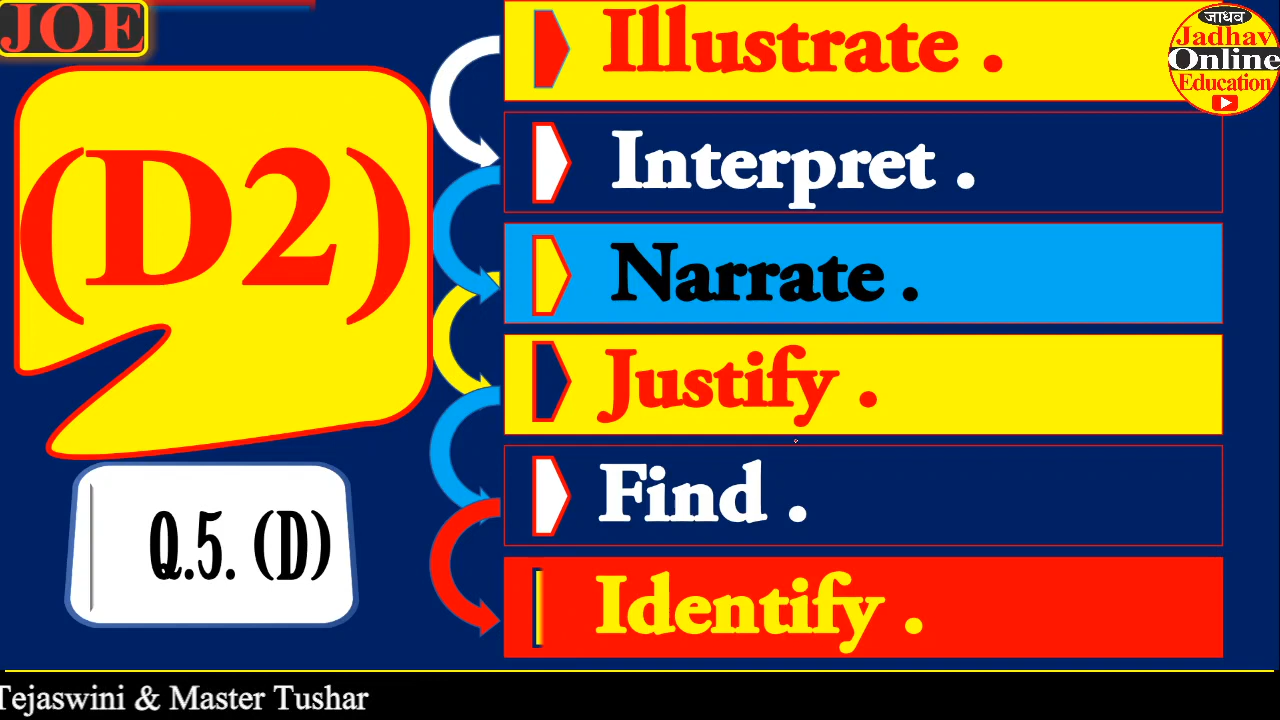 JOE
(D2)
Q.5. (D)
Illustrate .
Interpret .
Narrate .
Justify .
Find .
Identify .
जाधव
Jadhav
Online
Education
Tejaswini & Master Tushar